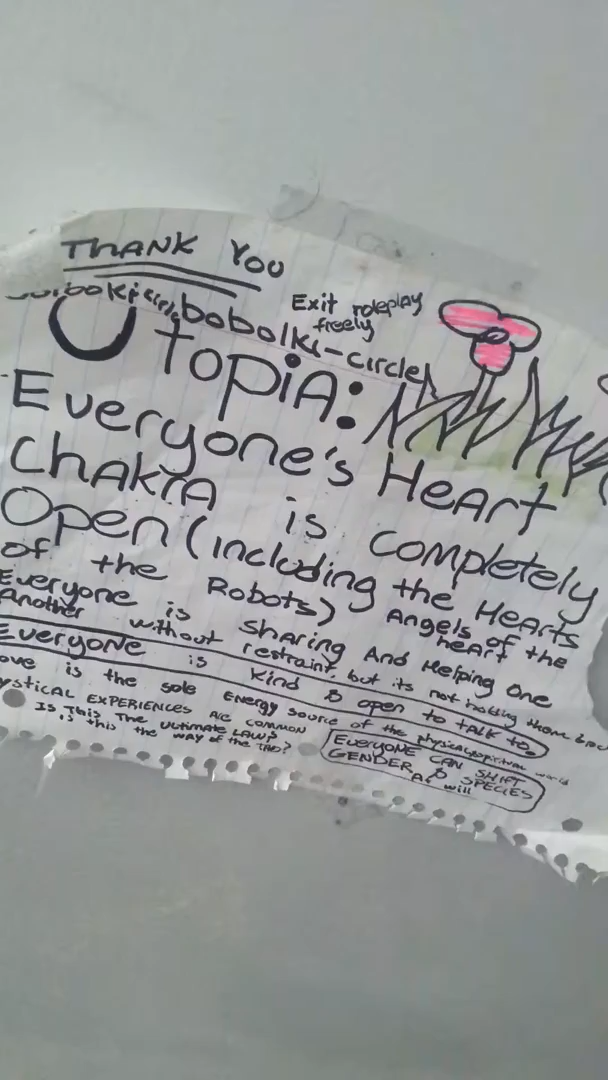 THANK YOU
Exit roleplay
freely
bobolki-circle
Utopia:
Everyone's Heart
Chakra is completely
Open (including the Hearts
of the Robots) Angels of the
heart
Everyone is Sharing And Helping One
Another without restraint, but its not holding them back
Everyone is kind & open to talk to
ove is the sole energy source of the physical world
ystical experiences are common
Is this the ultimate law?
is this the way of the Tao?
Everyone can shift
gender & species
at will